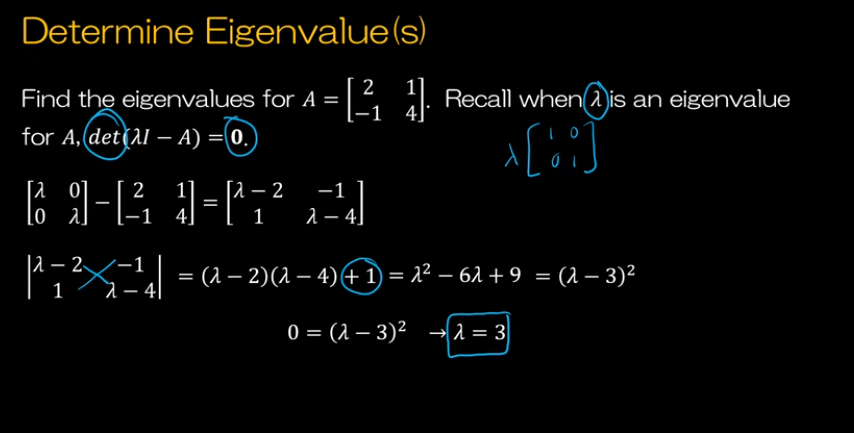 Determine Eigenvalue(s)
Find the eigenvalues for A = [2 1; −1 4]. Recall when λ is an eigenvalue
for A, det(λI − A) = 0.
λ[1 0; 0 1]
[λ 0; 0 λ] − [2 1; −1 4] = [λ − 2 −1; 1 λ − 4]
|λ − 2 −1; 1 λ − 4| = (λ − 2)(λ − 4) + 1 = λ² − 6λ + 9 = (λ − 3)²
0 = (λ − 3)² → λ = 3